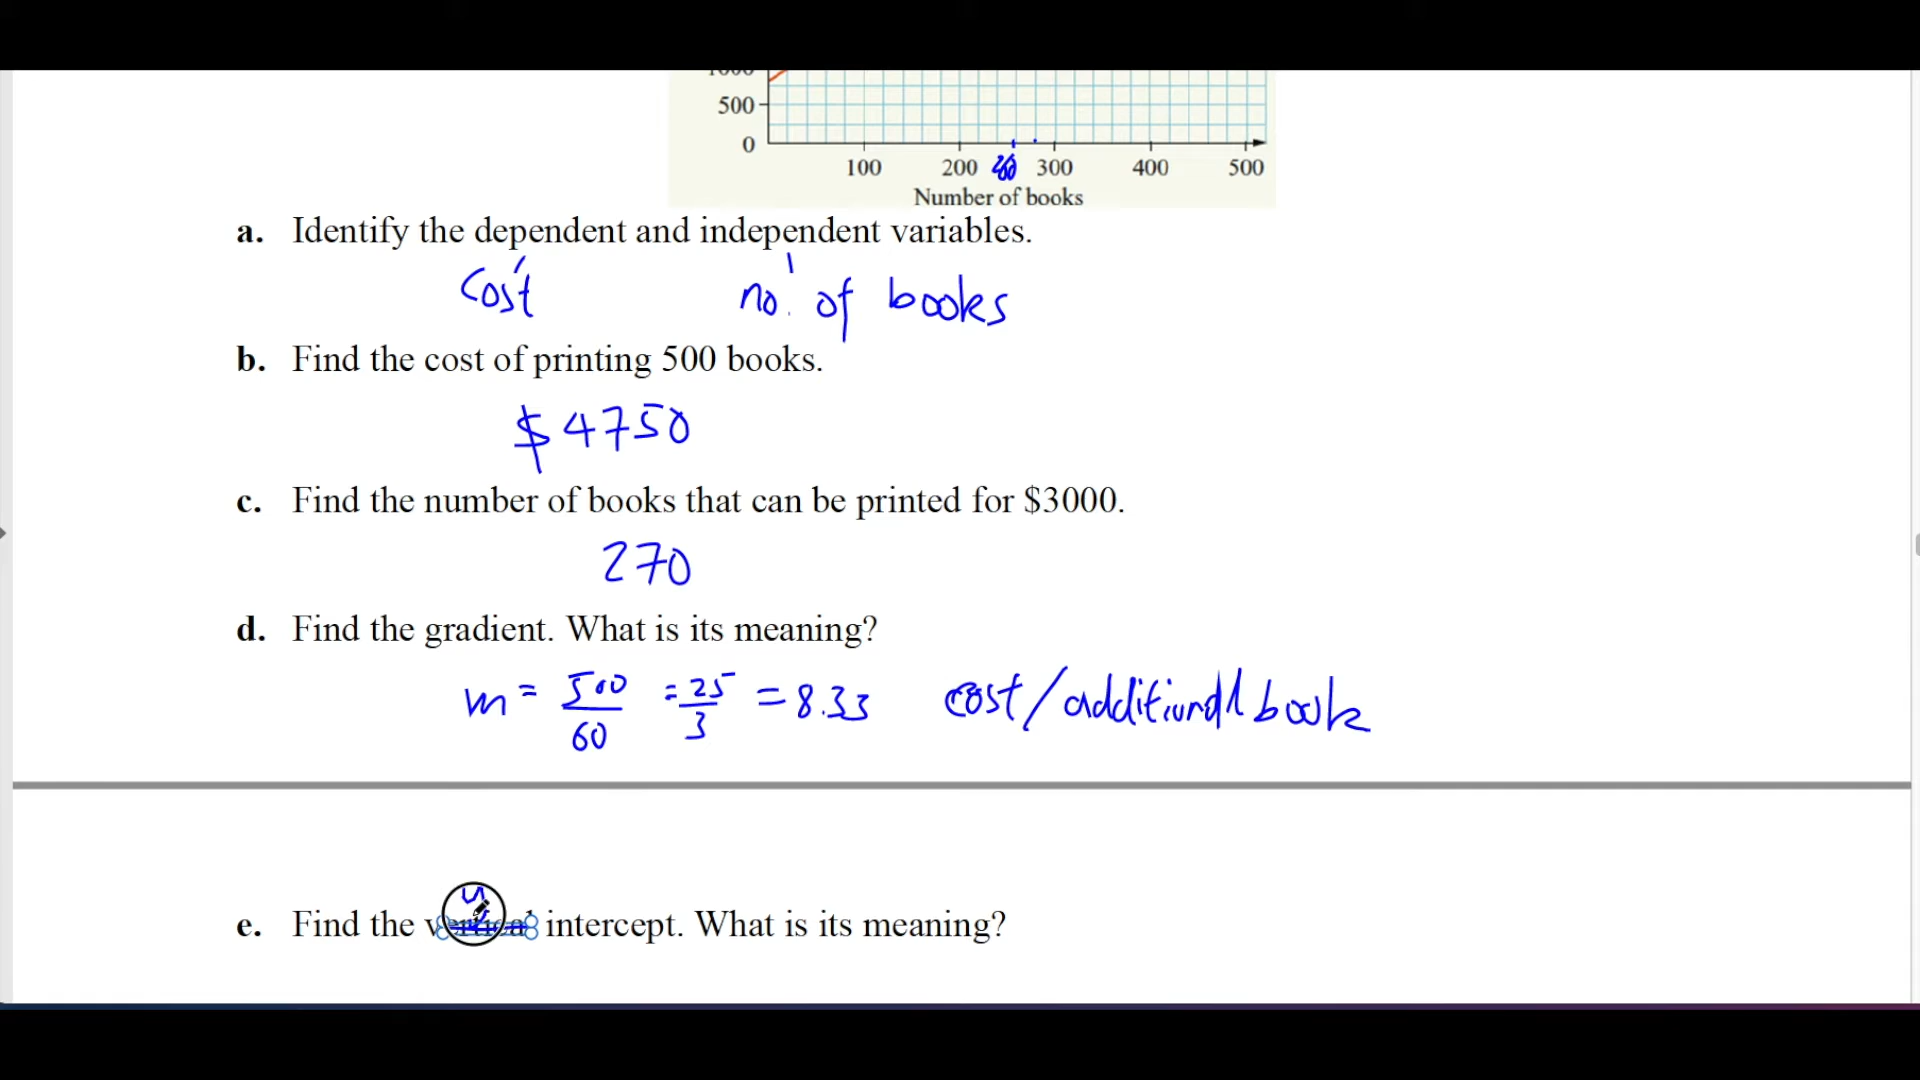 500
0
100 200 300 400 500
Number of books
a. Identify the dependent and independent variables.
cost no. of books
b. Find the cost of printing 500 books.
$4750
c. Find the number of books that can be printed for $3000.
270
d. Find the gradient. What is its meaning?
m = 500/60 = 25/3 = 8.33 cost/additional book
y
e. Find the vertical intercept. What is its meaning?